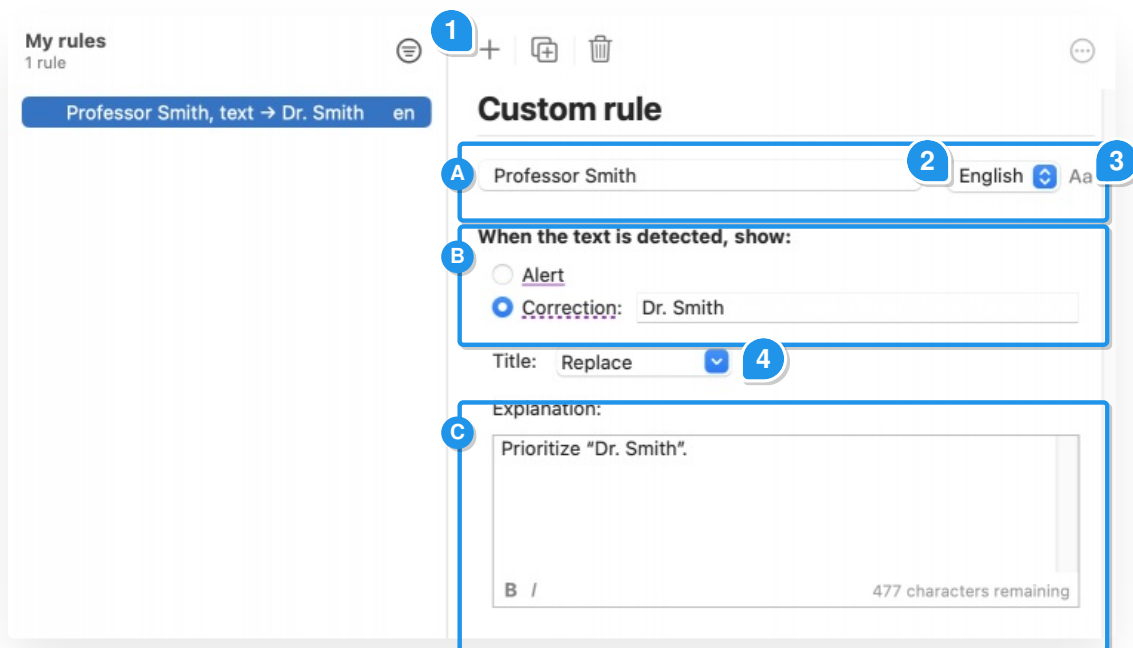 My rules
1 rule
1
Professor Smith, text → Dr. Smith en
Custom rule
A
Professor Smith
2
English
Aa
3
When the text is detected, show:
B
Alert
Correction: Dr. Smith
Title: Replace
4
Explanation:
C
Prioritize “Dr. Smith”.
B I
477 characters remaining